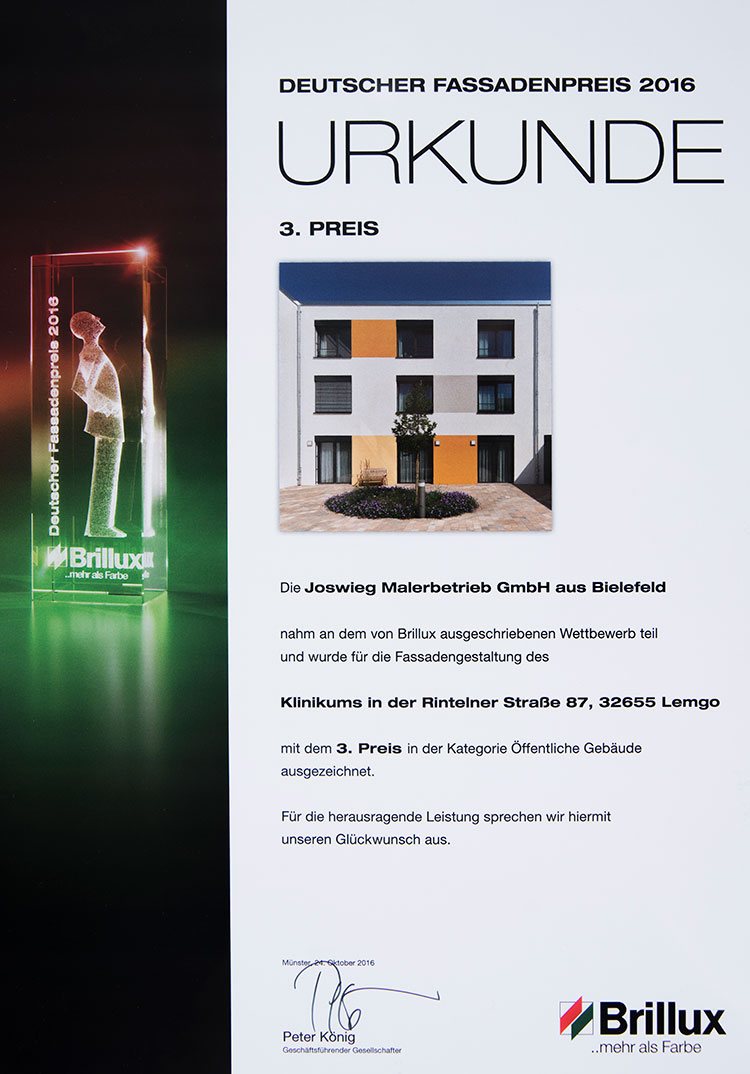 DEUTSCHER FASSADENPREIS 2016
URKUNDE
3. PREIS
Deutscher Fassadenpreis 2016
Brillux
..mehr als Farbe
Die Joswieg Malerbetrieb GmbH aus Bielefeld
nahm an dem von Brillux ausgeschriebenen Wettbewerb teil
und wurde für die Fassadengestaltung des
Klinikums in der Rintelner Straße 87, 32655 Lemgo
mit dem 3. Preis in der Kategorie Öffentliche Gebäude
ausgezeichnet.
Für die herausragende Leistung sprechen wir hiermit
unseren Glückwunsch aus.
Münster, 24. Oktober 2016
Peter König
Geschäftsführender Gesellschafter
Brillux
..mehr als Farbe